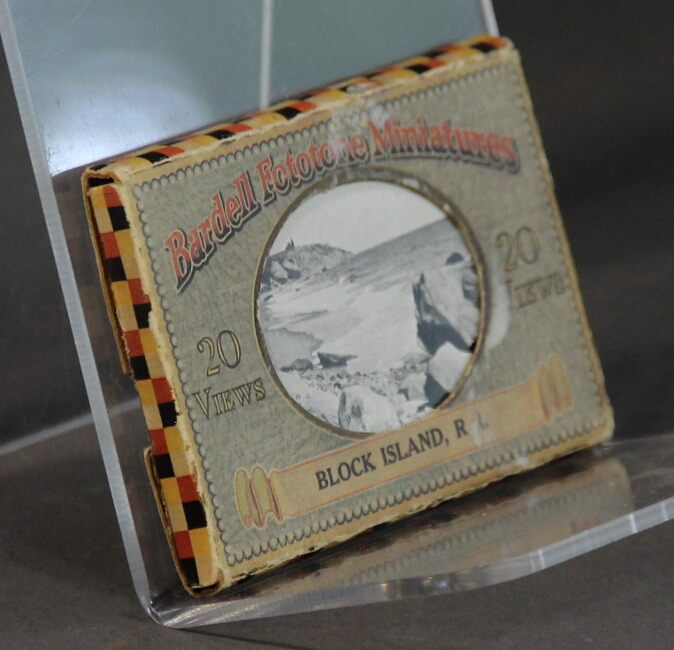 Bardell Fototone Miniatures
20
VIEWS
20
VIEWS
BLOCK ISLAND, R. I.